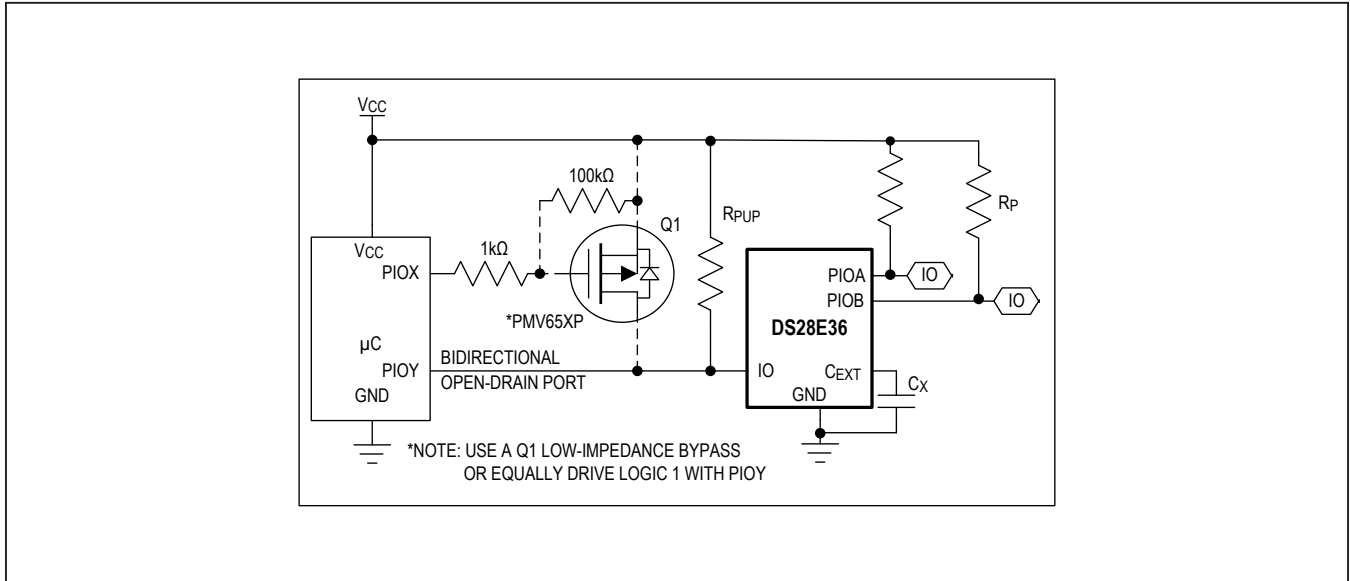 VCC
100kΩ
Q1
RPUP
RP
VCC
PIOX
1kΩ
*PMV65XP
µC
PIOY
GND
BIDIRECTIONAL
OPEN-DRAIN PORT
PIOA
IO
PIOB
IO
DS28E36
IO
CEXT
CX
GND
*NOTE: USE A Q1 LOW-IMPEDANCE BYPASS
OR EQUALLY DRIVE LOGIC 1 WITH PIOY